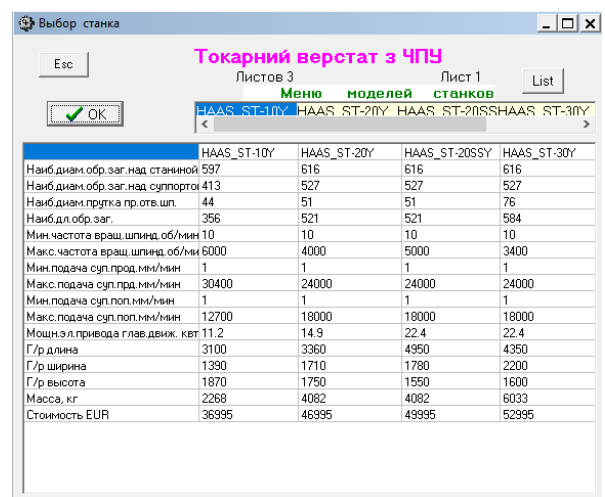 Выбор станка
Esc
Токарний верстат з ЧПУ
Листов 3 Лист 1
List
Меню моделей станков
OK
HAAS_ST-10Y HAAS_ST-20Y HAAS_ST-20SSHAAS_ST-30Y
HAAS_ST-10Y HAAS_ST-20Y HAAS_ST-20SSY HAAS_ST-30Y
Наиб.диам.обр.заг.над станиной 597 616 616 616
Наиб.диам.обр.заг.над суппорто 413 527 527 527
Наиб.диам.прутка пр.отв.шп. 44 51 51 76
Наиб.дл.обр.заг. 356 521 521 584
Мин.частота вращ.шпинд.об/мин 10 10 10 10
Макс.частота вращ.шпинд.об/ми 6000 4000 5000 3400
Мин.подача суп.прод.мм/мин 1 1 1 1
Макс.подача суп.прд.мм/мин 30400 24000 24000 24000
Мин.подача суп.поп.мм/мин 1 1 1 1
Макс.подача суп.поп.мм/мин 12700 18000 18000 18000
Мощн.эл.привода глав.движ. квт 11.2 14.9 22.4 22.4
Г/р длина 3100 3360 4950 4350
Г/р ширина 1390 1710 1780 2200
Г/р высота 1870 1750 1550 1600
Масса, кг 2268 4082 4082 6033
Стоимость EUR 36995 46995 49995 52995